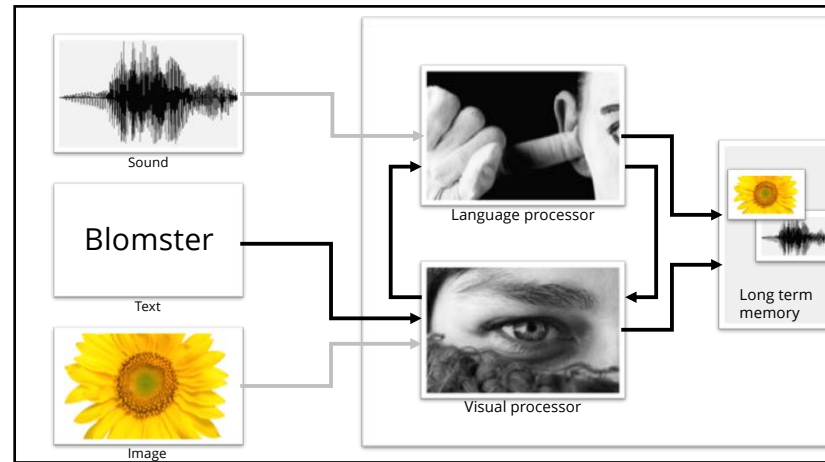 Sound
Blomster
Text
Image
Language processor
Visual processor
Long term
memory